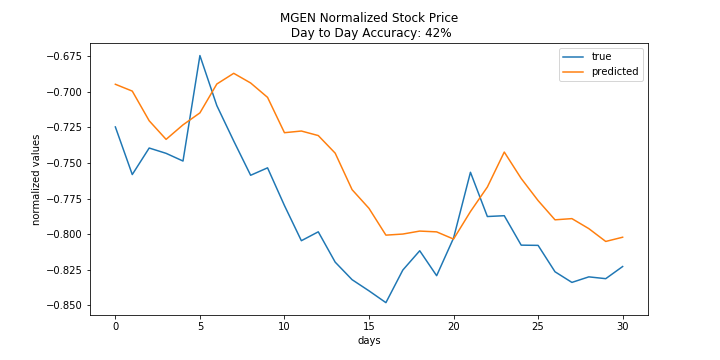 MGEN Normalized Stock Price
Day to Day Accuracy: 42%
true
predicted
normalized values
−0.675
−0.700
−0.725
−0.750
−0.775
−0.800
−0.825
−0.850
0 5 10 15 20 25 30
days